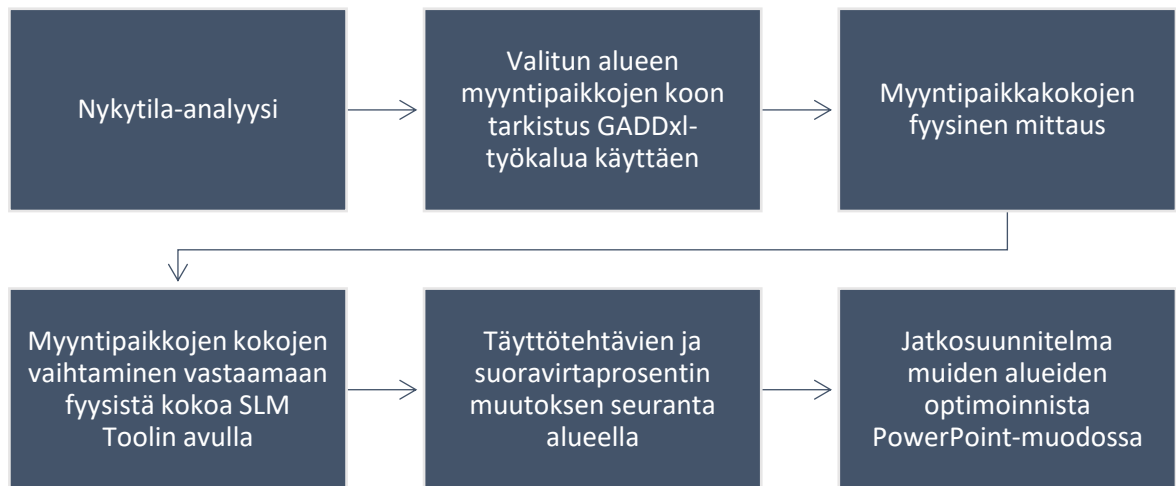 Nykytila-analyysi
Valitun alueen
myyntipaikkojen koon
tarkistus GADDxl-
työkalua käyttäen
Myyntipaikkakokojen
fyysinen mittaus
Myyntipaikkojen kokojen
vaihtaminen vastaamaan
fyysistä kokoa SLM
Toolin avulla
Täyttötehtävien ja
suoravirtaprosentin
muutoksen seuranta
alueella
Jatkosuunnitelma
muiden alueiden
optimoinnista
PowerPoint-muodossa